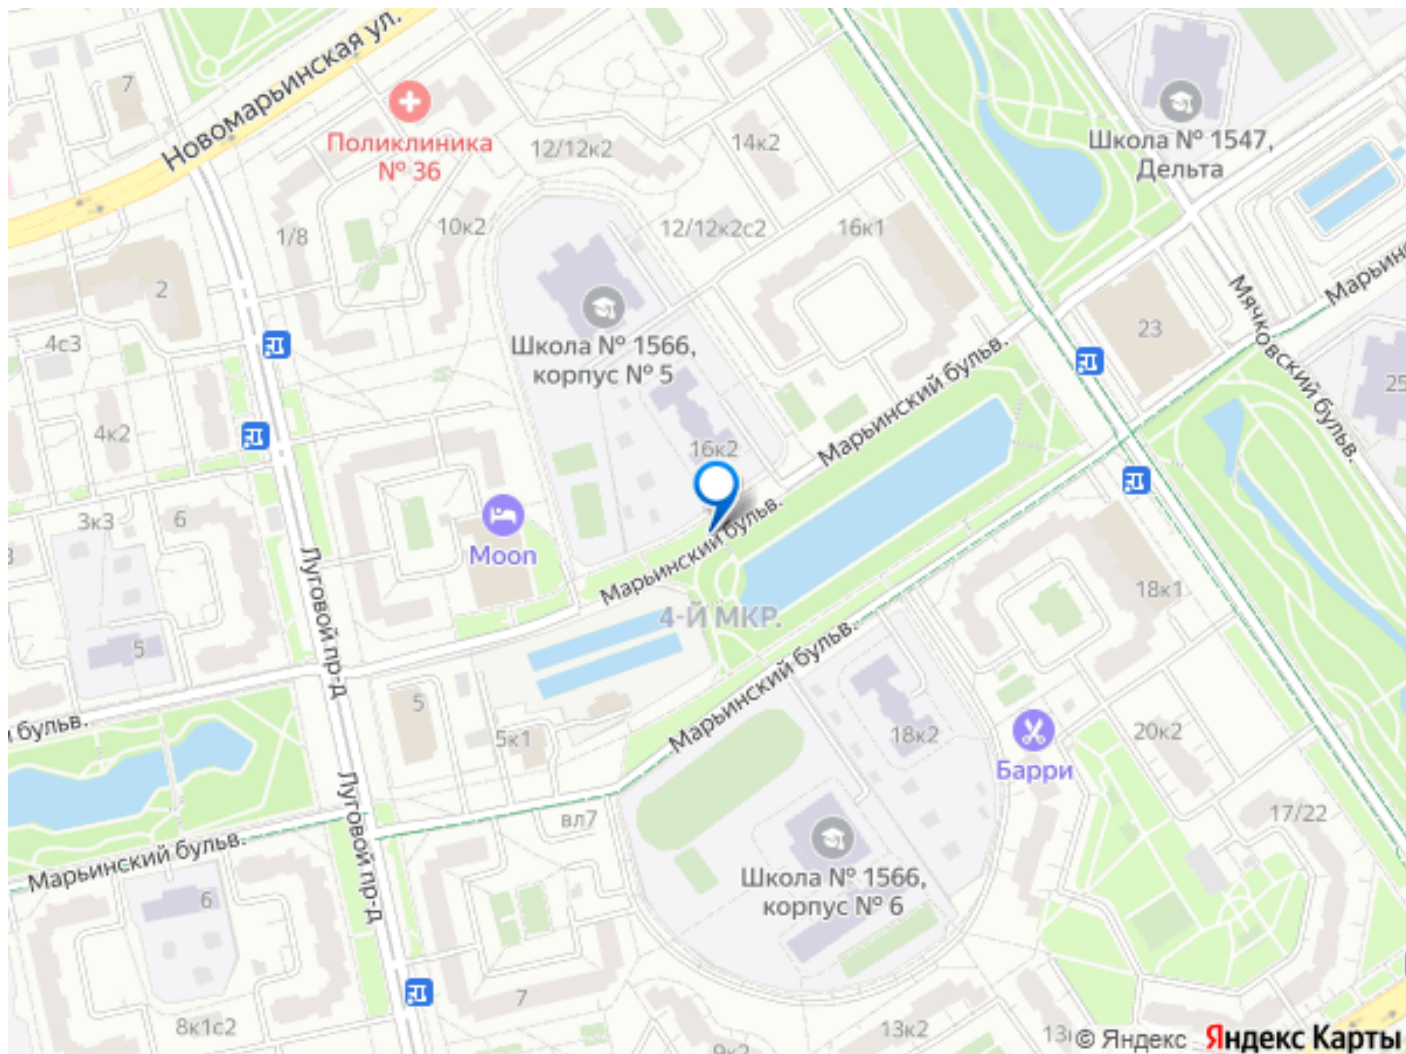 Новомарьинская ул.
7
Поликлиника
№ 36
12/12к2
14к2
Школа № 1547,
Дельта
1/8
10к2
12/12к2с2
16к1
2
4с3
Школа № 1566,
корпус № 5
23
Мячковский бульв.
Марьинский бульв.
25
4к2
16к2
3к3
6
Moon
Марьинский бульв.
Луговой пр-д
4-Й МКР.
18к1
5
Марьинский бульв.
5
5к1
18к2
Барри
20к2
17/22
Луговой пр-д
вл7
Марьинский бульв.
Школа № 1566,
корпус № 6
6
7
8к1с2
9к2
13к2
© Яндекс Яндекс Карты